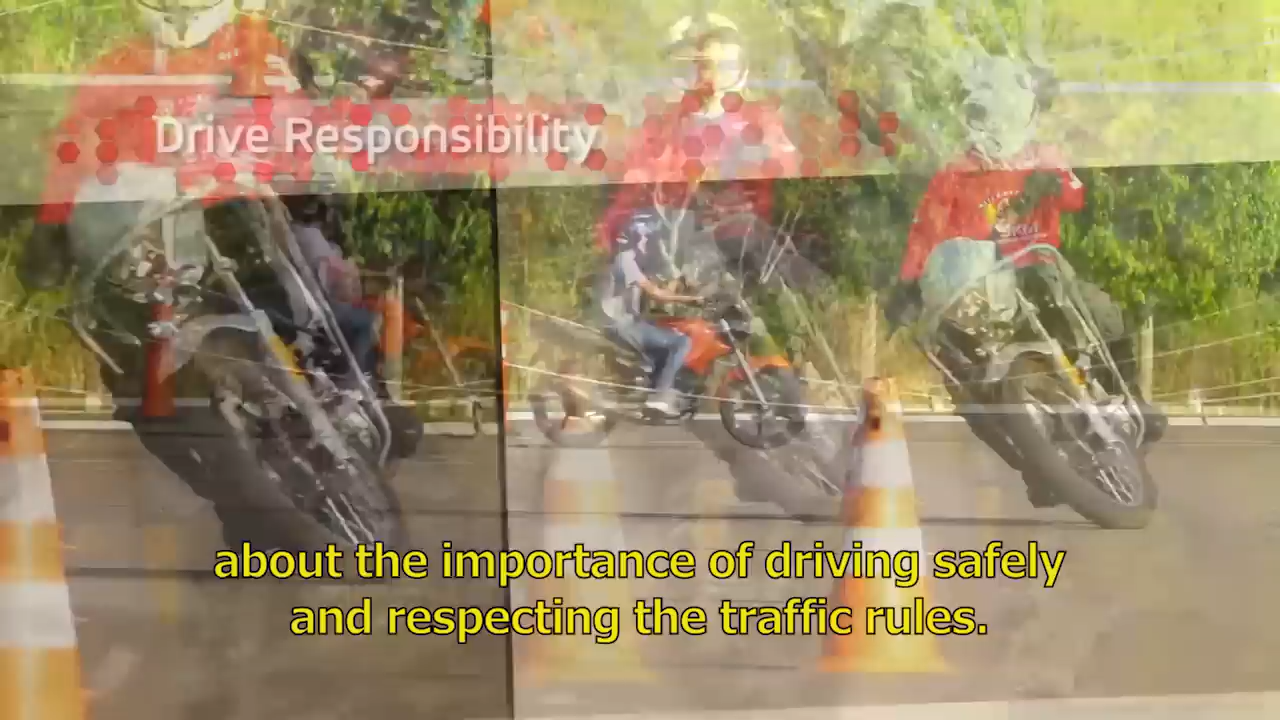 Drive Responsibility
about the importance of driving safely
and respecting the traffic rules.